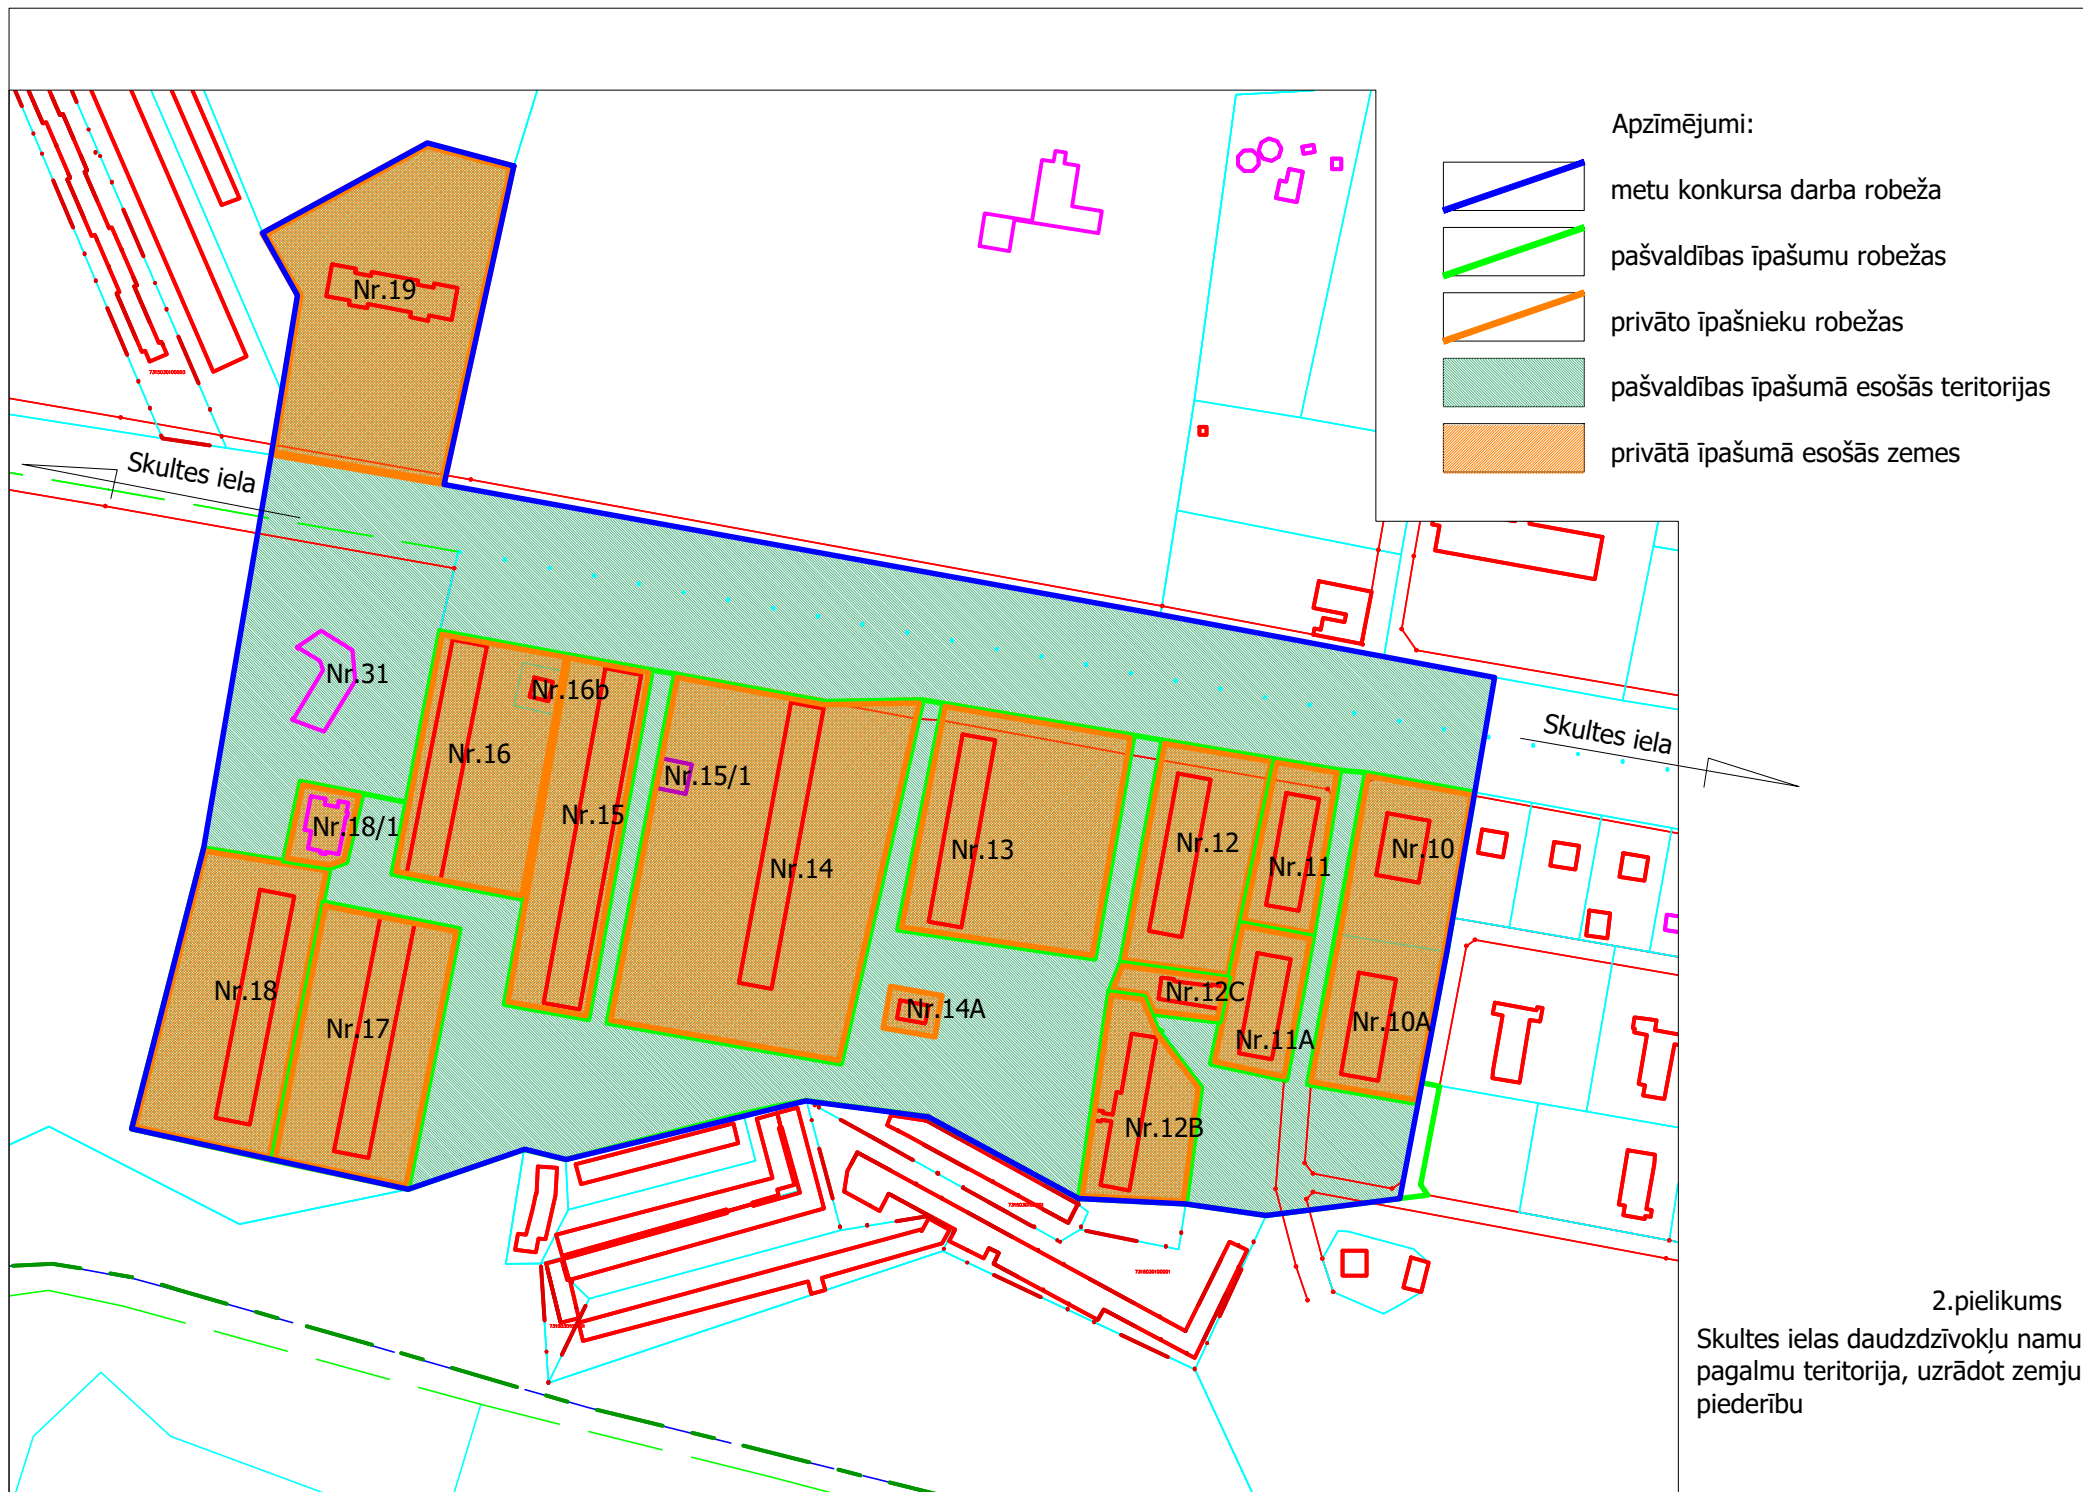 Apzīmējumi:
metu konkursa darba robeža
pašvaldības īpašumu robežas
privāto īpašnieku robežas
pašvaldības īpašumā esošās teritorijas
privātā īpašumā esošās zemes
Nr.19
Skultes iela
Nr.31
Nr.16b
Nr.16
Nr.15/1
Nr.15
Nr.18/1
Nr.14
Nr.13
Nr.12
Nr.11
Nr.10
Skultes iela
Nr.18
Nr.17
Nr.14A
Nr.12C
Nr.11A
Nr.10A
Nr.12B
2.pielikums
Skultes ielas daudzdzīvokļu namu
pagalmu teritorija, uzrādot zemju
piederību